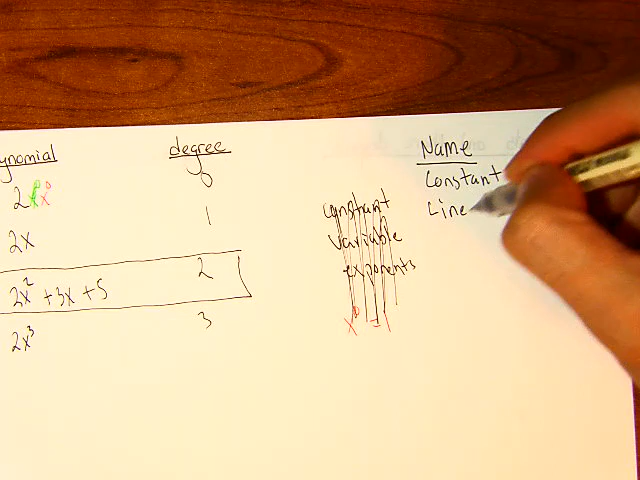 ynomial degree Name
2x⁰ 0 Constant
2x 1 constant Line
variable
2x² + 3x + 5 2 exponents
2x³ 3 x⁰ = 1